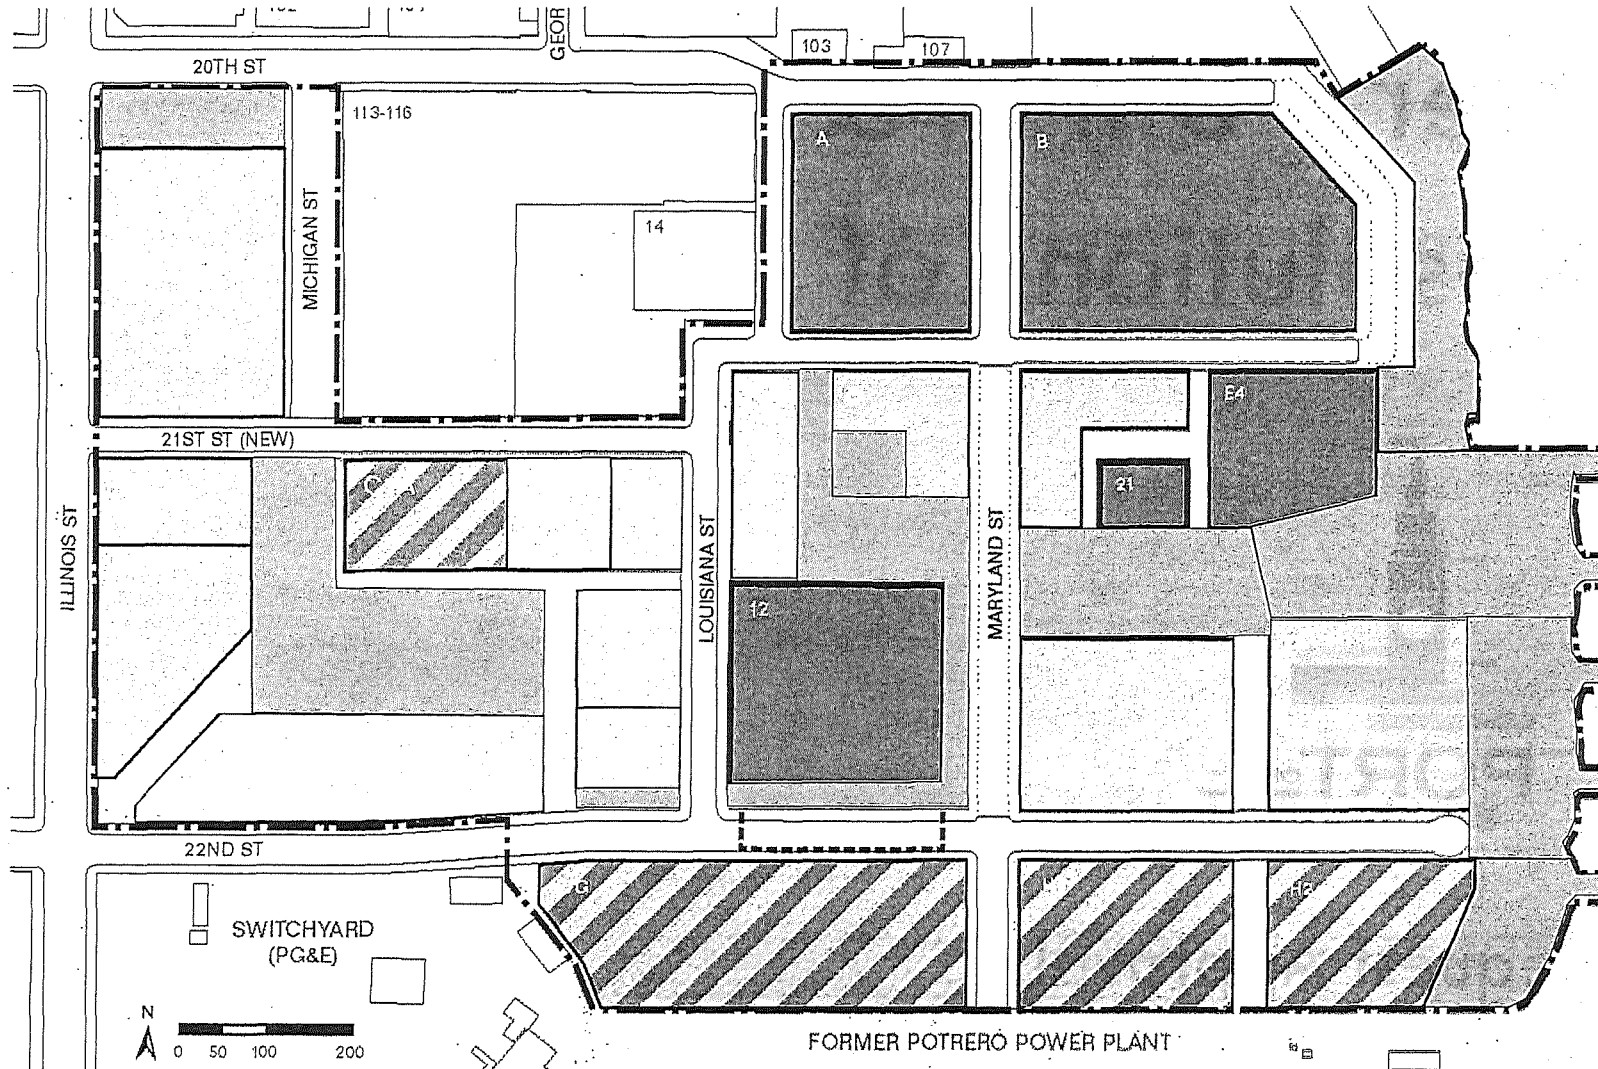 20TH ST
103
107
113-116
A
B
14
MICHIGAN ST
E4
21ST ST (NEW)
21
ILLINOIS ST
LOUISIANA ST
MARYLAND ST
12
22ND ST
G
H2
SWITCHYARD
(PG&E)
N
0 50 100 200
FORMER POTRERO POWER PLANT